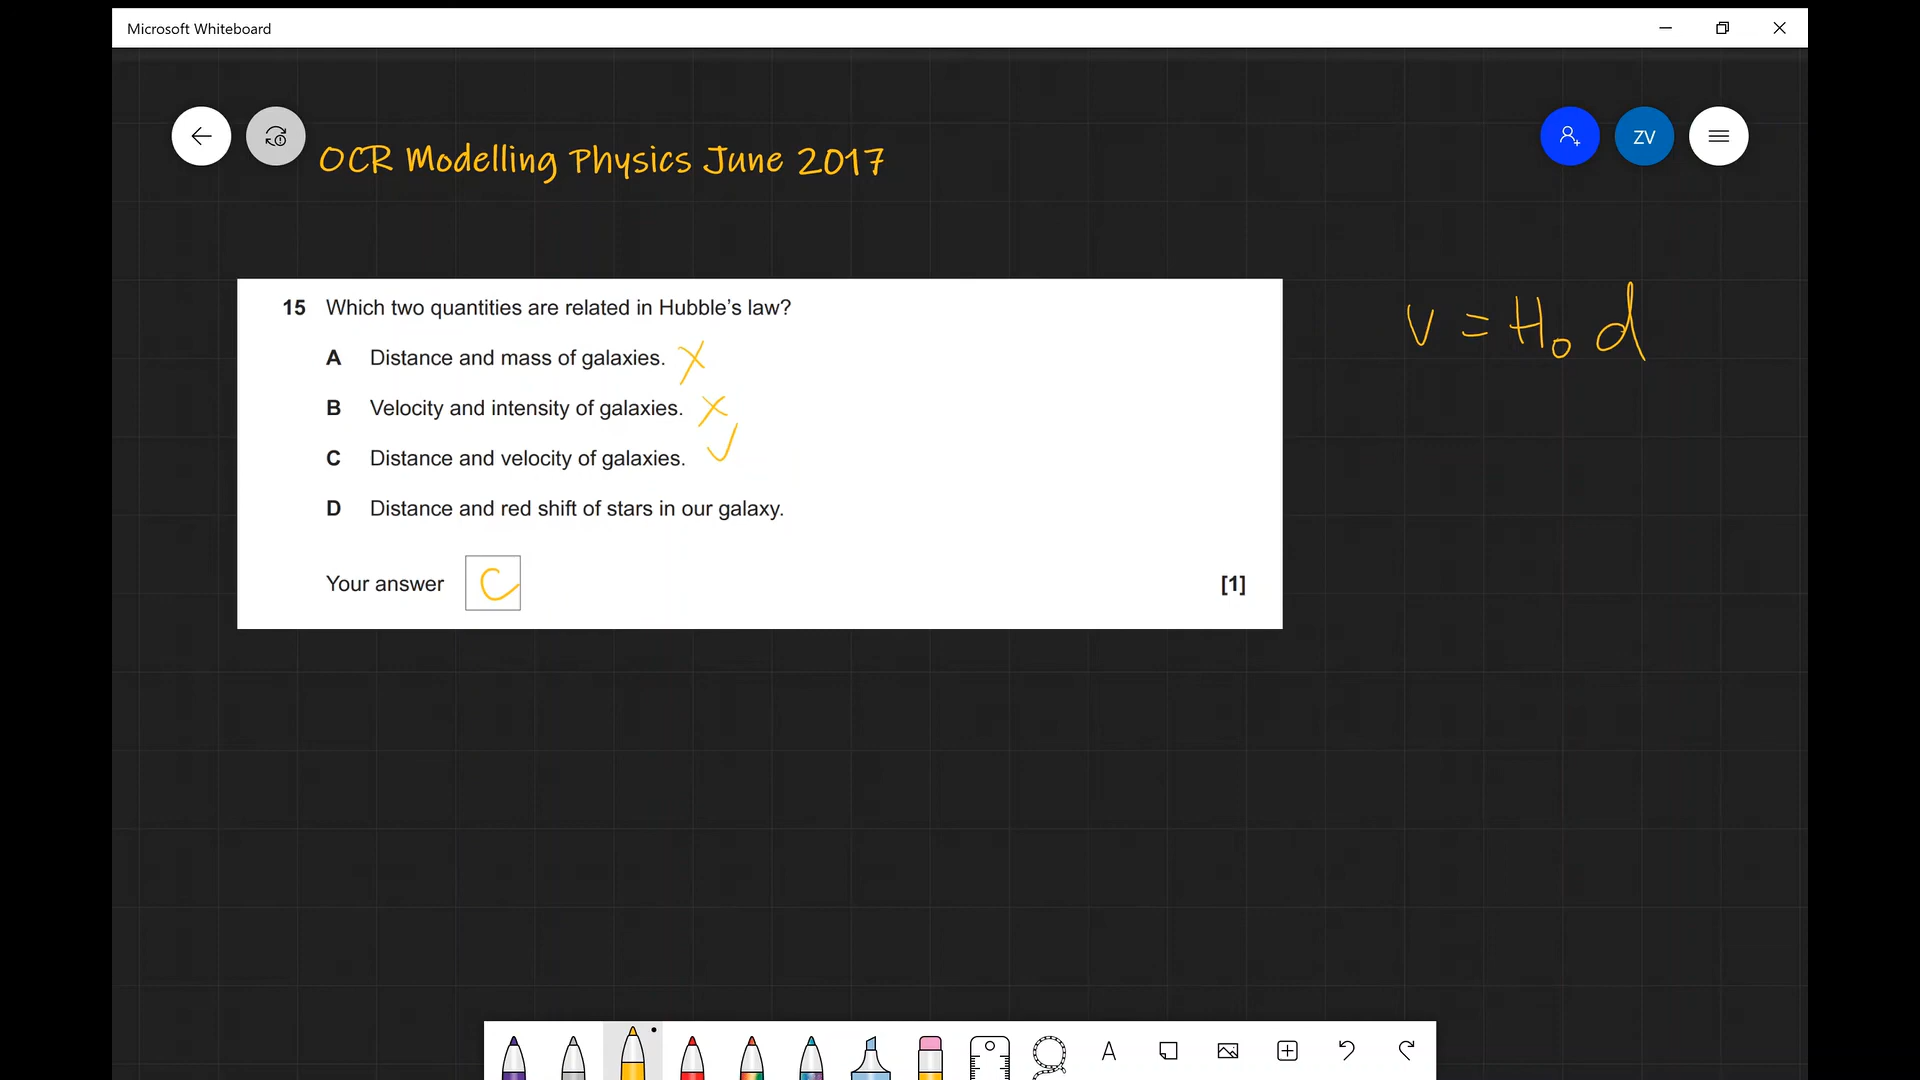 Microsoft Whiteboard
ZV
OCR Modelling Physics June 2017
15 Which two quantities are related in Hubble's law?
v = H₀ d
A Distance and mass of galaxies. X
B Velocity and intensity of galaxies. X
C Distance and velocity of galaxies. ✓
D Distance and red shift of stars in our galaxy.
Your answer C [1]
A